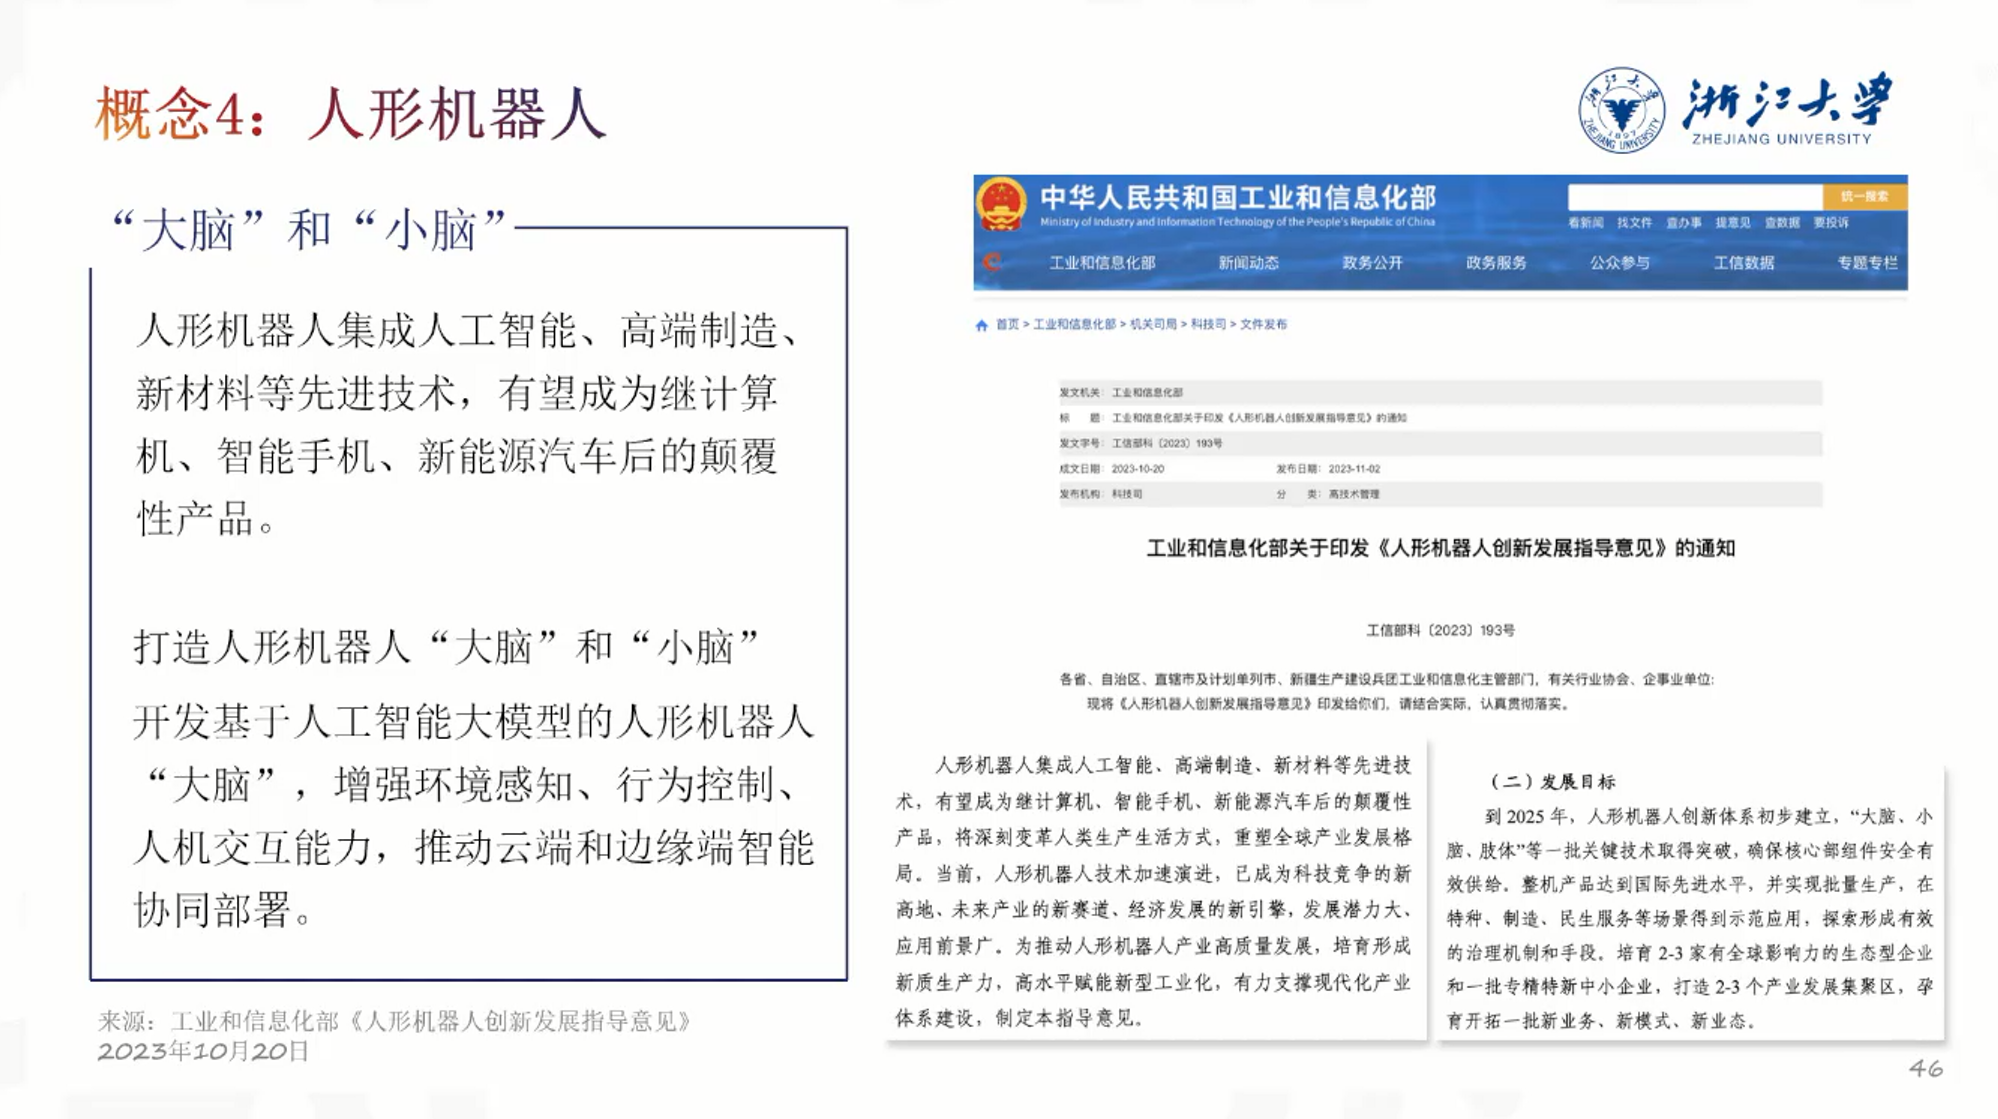 概念4：人形机器人
浙江大学
ZHEJIANG UNIVERSITY
“大脑”和“小脑”
人形机器人集成人工智能、高端制造、
新材料等先进技术，有望成为继计算
机、智能手机、新能源汽车后的颠覆
性产品。
打造人形机器人“大脑”和“小脑”
开发基于人工智能大模型的人形机器人
“大脑”，增强环境感知、行为控制、
人机交互能力，推动云端和边缘端智能
协同部署。
来源：工业和信息化部《人形机器人创新发展指导意见》
2023年10月20日
中华人民共和国工业和信息化部
Ministry of Industry and Information Technology of the People's Republic of China
统一搜索
看新闻 找文件 查办事 提意见 查数据 要投诉
工业和信息化部 新闻动态 政务公开 政务服务 公众参与 工信数据 专题专栏
首页 > 工业和信息化部 > 机关司局 > 科技司 > 文件发布
发文机关： 工业和信息化部
标 题： 工业和信息化部关于印发《人形机器人创新发展指导意见》的通知
发文字号： 工信部科〔2023〕193号
成文日期： 2023-10-20 发布日期： 2023-11-02
发布机构： 科技司 分 类： 高技术管理
工业和信息化部关于印发《人形机器人创新发展指导意见》的通知
工信部科〔2023〕193号
各省、自治区、直辖市及计划单列市、新疆生产建设兵团工业和信息化主管部门，有关行业协会、企事业单位：
现将《人形机器人创新发展指导意见》印发给你们，请结合实际，认真贯彻落实。
人形机器人集成人工智能、高端制造、新材料等先进技
术，有望成为继计算机、智能手机、新能源汽车后的颠覆性
产品，将深刻变革人类生产生活方式，重塑全球产业发展格
局。当前，人形机器人技术加速演进，已成为科技竞争的新
高地、未来产业的新赛道、经济发展的新引擎，发展潜力大、
应用前景广。为推动人形机器人产业高质量发展，培育形成
新质生产力，高水平赋能新型工业化，有力支撑现代化产业
体系建设，制定本指导意见。
（二）发展目标
到 2025 年，人形机器人创新体系初步建立，“大脑、小
脑、肢体”等一批关键技术取得突破，确保核心部组件安全有
效供给。整机产品达到国际先进水平，并实现批量生产，在
特种、制造、民生服务等场景得到示范应用，探索形成有效
的治理机制和手段。培育 2-3 家有全球影响力的生态型企业
和一批专精特新中小企业，打造 2-3 个产业发展集聚区，孕
育开拓一批新业务、新模式、新业态。
46